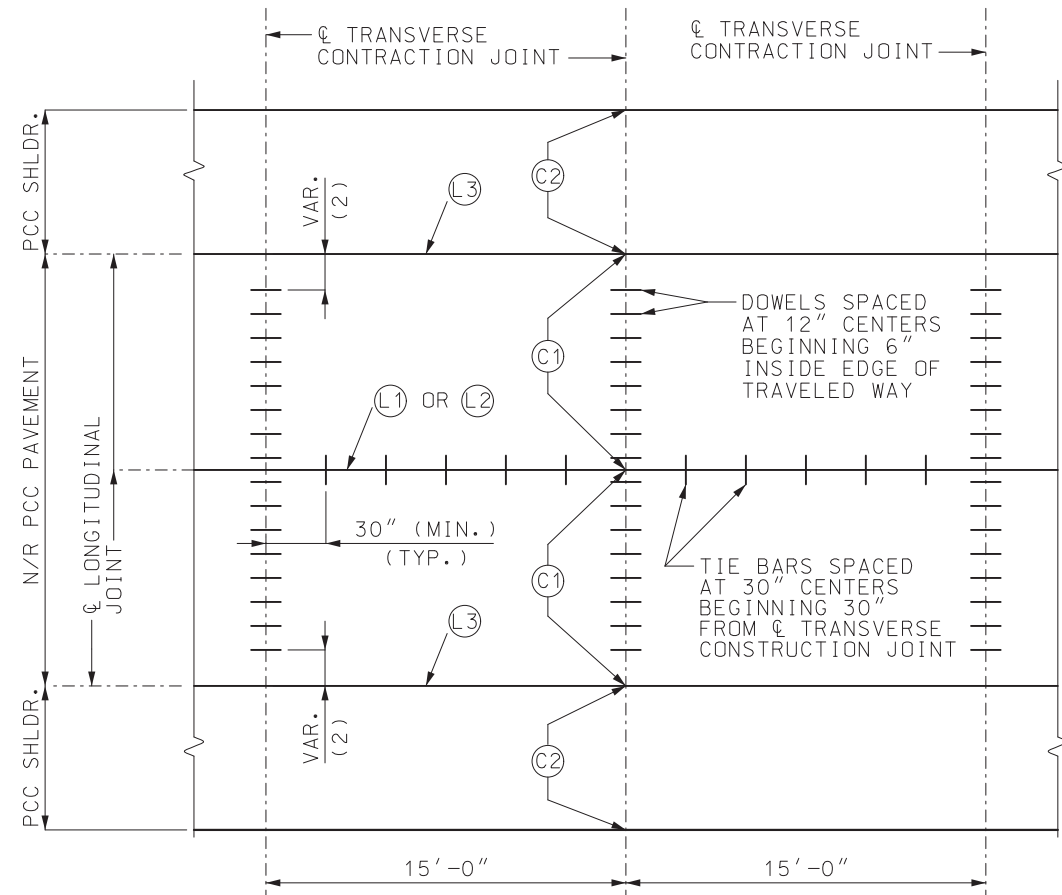 ℄ TRANSVERSE
CONTRACTION JOINT
℄ TRANSVERSE
CONTRACTION JOINT
PCC SHLDR.
VAR.
(2)
C2
L3
N/R PCC PAVEMENT
℄ LONGITUDINAL
JOINT
C1
DOWELS SPACED
AT 12" CENTERS
BEGINNING 6"
INSIDE EDGE OF
TRAVELED WAY
L1 OR L2
30" (MIN.)
(TYP.)
C1
TIE BARS SPACED
AT 30" CENTERS
BEGINNING 30"
FROM ℄ TRANSVERSE
CONSTRUCTION JOINT
L3
PCC SHLDR.
VAR.
(2)
C2
15'-0"
15'-0"